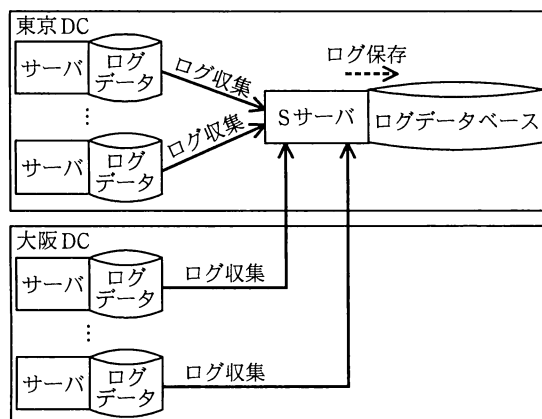 東京DC
サーバ
ログ
データ
ログ収集
ログ保存
⋮
Sサーバ
ログデータベース
サーバ
ログ
データ
ログ収集
大阪DC
サーバ
ログ
データ
ログ収集
⋮
サーバ
ログ
データ
ログ収集